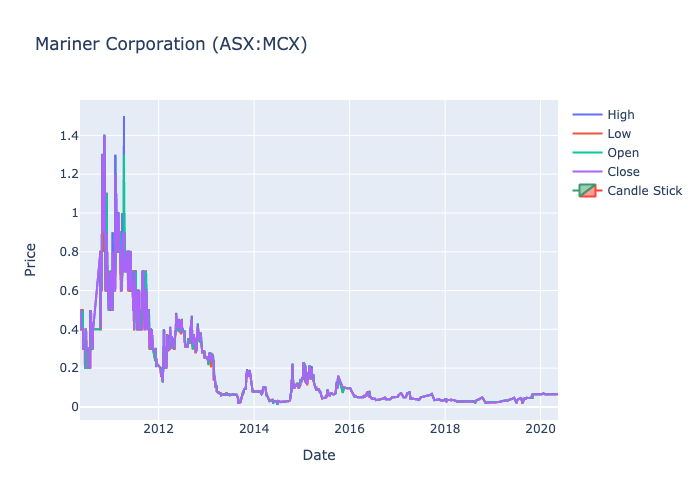 Mariner Corporation (ASX:MCX)
High
Low
Open
Close
Candle Stick
Price
1.4
1.2
1
0.8
0.6
0.4
0.2
0
2012
2014
2016
2018
2020
Date